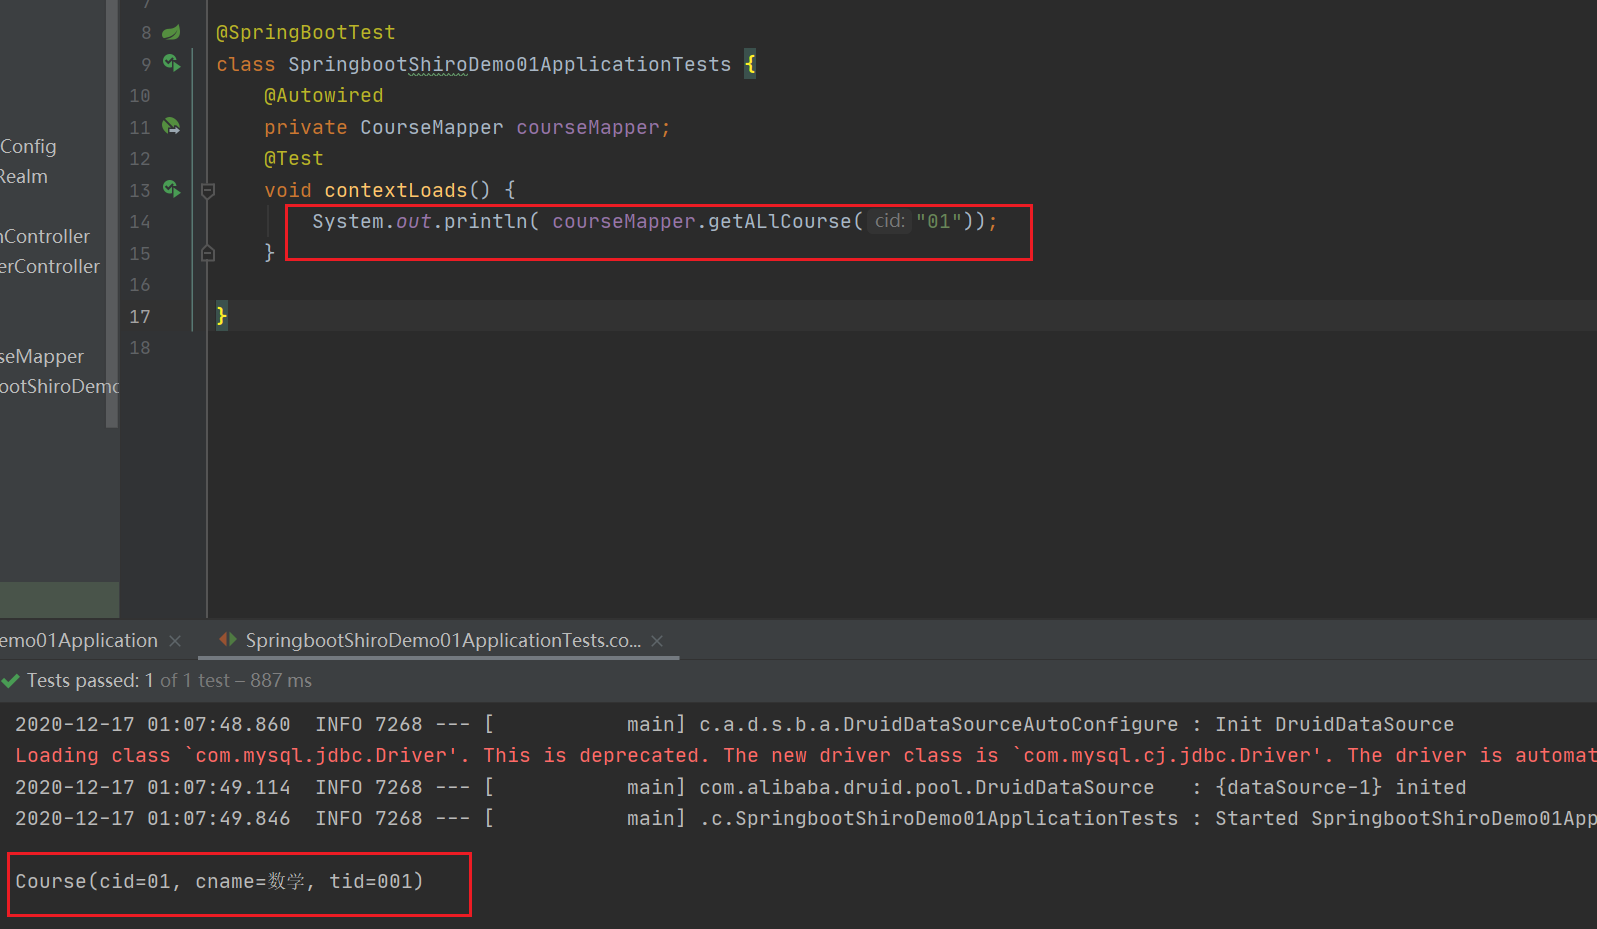 7
8 @SpringBootTest
9 class SpringbootShiroDemo01ApplicationTests {
10 @Autowired
11 private CourseMapper courseMapper;
12 @Test
13 void contextLoads() {
14 System.out.println( courseMapper.getALlCourse( cid: "01"));
15 }
16
17 }
18
Config
Realm
nController
erController
seMapper
ootShiroDemo
emo01Application
SpringbootShiroDemo01ApplicationTests.co...
Tests passed: 1 of 1 test – 887 ms
2020-12-17 01:07:48.860  INFO 7268 --- [           main] c.a.d.s.b.a.DruidDataSourceAutoConfigure : Init DruidDataSource
Loading class `com.mysql.jdbc.Driver'. This is deprecated. The new driver class is `com.mysql.cj.jdbc.Driver'. The driver is automat
2020-12-17 01:07:49.114  INFO 7268 --- [           main] com.alibaba.druid.pool.DruidDataSource   : {dataSource-1} inited
2020-12-17 01:07:49.846  INFO 7268 --- [           main] .c.SpringbootShiroDemo01ApplicationTests : Started SpringbootShiroDemo01App
Course(cid=01, cname=数学, tid=001)